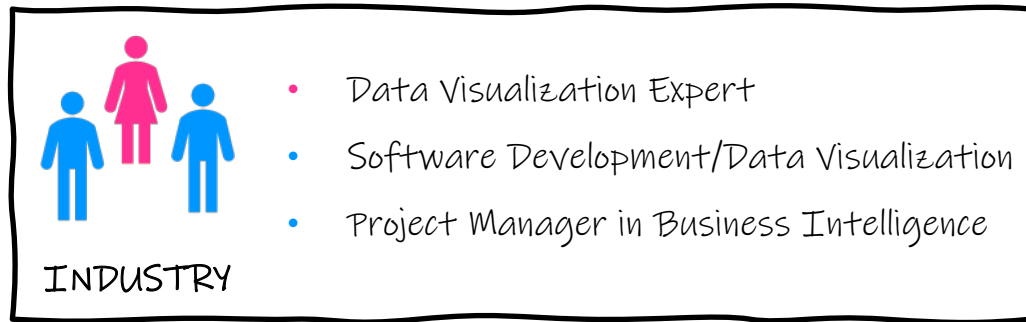 • Data Visualization Expert
• Software Development/Data Visualization
• Project Manager in Business Intelligence
INDUSTRY